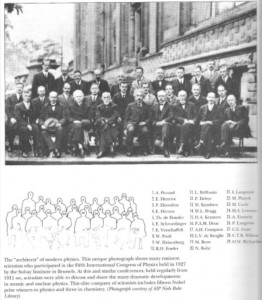 1. A. Piccard
2. E. Henriot
3. P. Ehrenfest
4. E. Herzen
5. Th. de Donder
6. E. Schroedinger
7. E. Verschaffelt
8. W. Pauli
9. W. Heisenberg
10. R.H. Fowler
11. L. Brillouin
12. P. Debye
13. M. Knudsen
14. W.L. Bragg
15. H.A. Kramers
16. P.A.M. Dirac
17. A.H. Compton
18. L.V. de Broglie
19. M. Born
20. N. Bohr
21. I. Langmuir
22. M. Planck
23. M. Curie
24. H.A. Lorentz
25. A. Einstein
26. P. Langevin
27. C.E. Guye
28. C.T.R. Wilson
29. O.W. Richardson
The "architects" of modern physics. This unique photograph shows many eminent
scientists who participated in the Fifth International Congress of Physics held in 1927
by the Solvay Institute in Brussels. At this and similar conferences, held regularly from
1911 on, scientists were able to discuss and share the many dramatic developments
in atomic and nuclear physics. This elite company of scientists includes fifteen Nobel
prize winners in physics and three in chemistry. (Photograph courtesy of AIP Niels Bohr
Library)